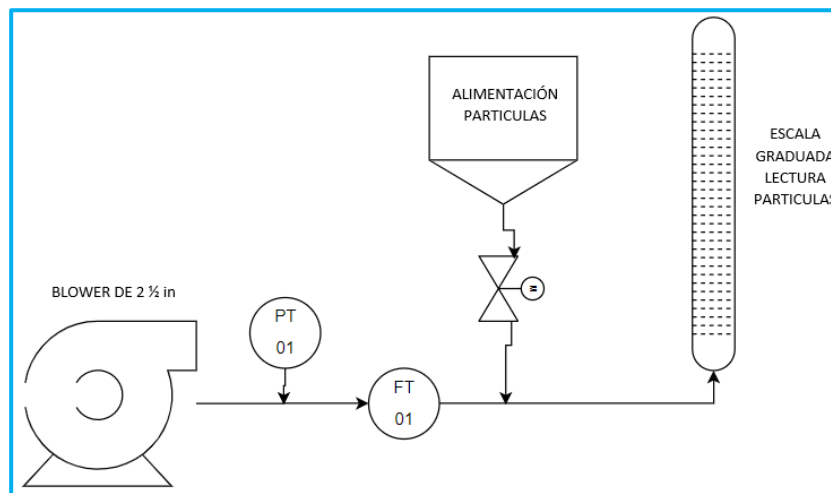 ALIMENTACIÓN
PARTICULAS
ESCALA
GRADUADA
LECTURA
PARTICULAS
BLOWER DE 2 ½ in
PT
01
FT
01